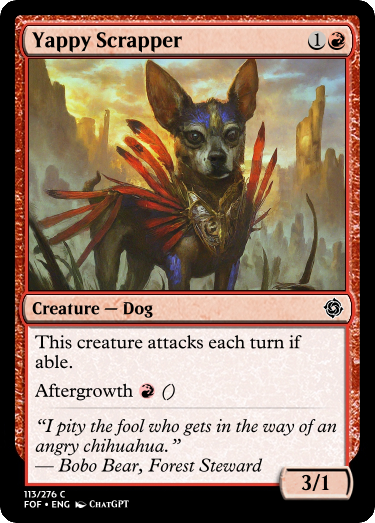 Yappy Scrapper 1
Creature — Dog
This creature attacks each turn if
able.
Aftergrowth ()
“I pity the fool who gets in the way of an
angry chihuahua.”
— Bobo Bear, Forest Steward
3/1
113/276 C
FOF • ENG ChatGPT